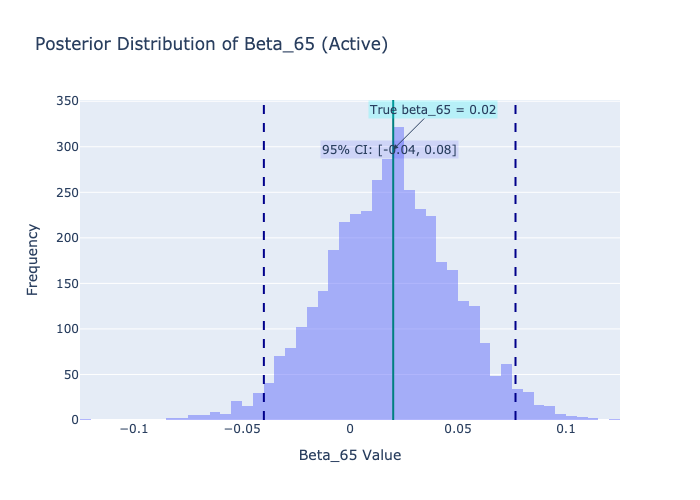 Posterior Distribution of Beta_65 (Active)
350
True beta_65 = 0.02
300
95% CI: [-0.04, 0.08]
250
200
150
100
50
0
Frequency
−0.1
−0.05
0
0.05
0.1
Beta_65 Value